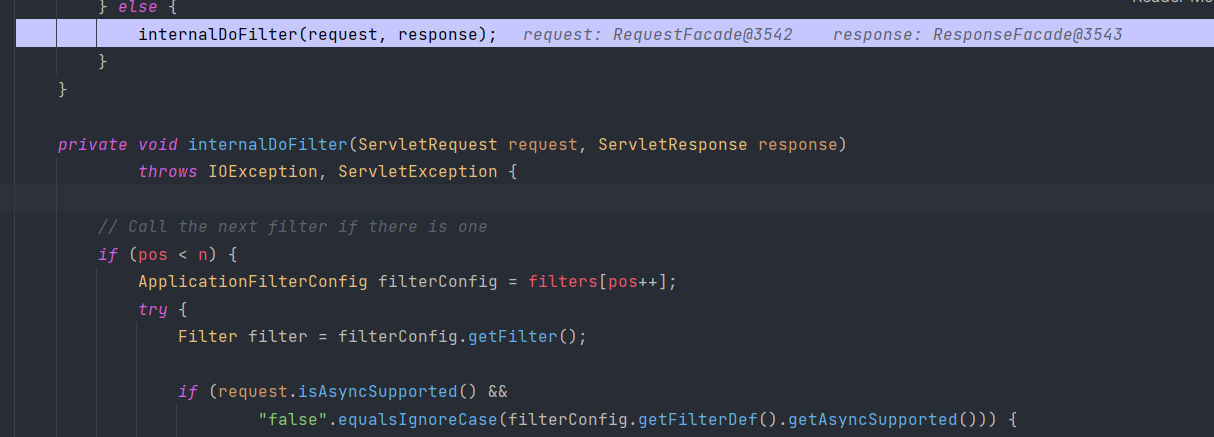 } else {
internalDoFilter(request, response);   request: RequestFacade@3542    response: ResponseFacade@3543
}
}
private void internalDoFilter(ServletRequest request, ServletResponse response)
throws IOException, ServletException {
// Call the next filter if there is one
if (pos < n) {
ApplicationFilterConfig filterConfig = filters[pos++];
try {
Filter filter = filterConfig.getFilter();
if (request.isAsyncSupported() &&
"false".equalsIgnoreCase(filterConfig.getFilterDef().getAsyncSupported())) {